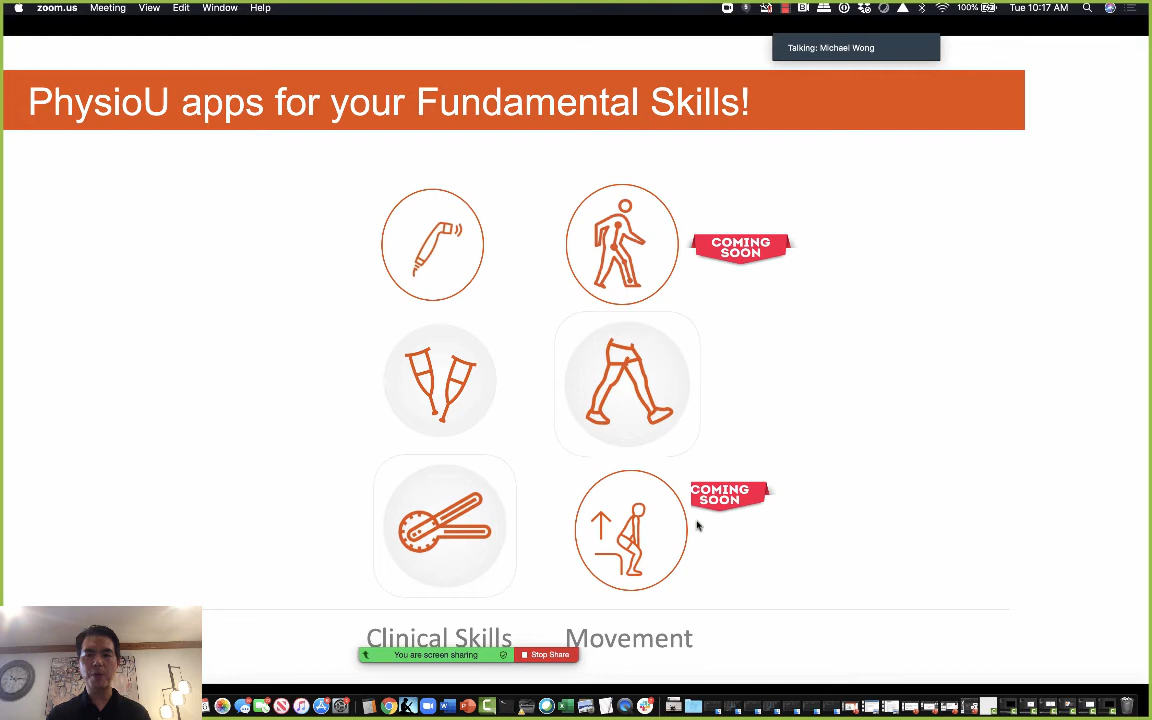 zoom.us Meeting View Edit Window Help 100% Tue 10:17 AM
Talking: Michael Wong
PhysioU apps for your Fundamental Skills!
COMING
SOON
COMING
SOON
Clinical Skills Movement
You are screen sharing Stop Share